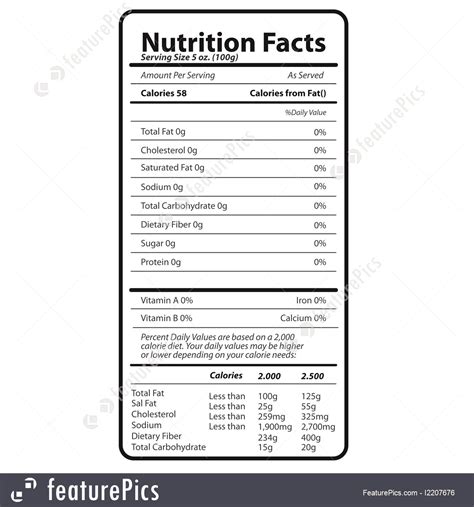 Nutrition Facts
Serving Size 5 oz. (100g)
Amount Per Serving As Served
Calories 58 Calories from Fat()
%Daily Value
Total Fat 0g 0%
Cholesterol 0g 0%
Saturated Fat 0g 0%
Sodium 0g 0%
Total Carbohydrate 0g 0%
Dietary Fiber 0g 0%
Sugar 0g 0%
Protein 0g 0%
Vitamin A 0% Iron 0%
Vitamin B 0% Calcium 0%
Percent Daily Values are based on a 2,000
calorie diet. Your daily values may be higher
or lower depending on your calorie needs:
Calories 2.000 2.500
Total Fat Less than 100g 125g
Sal Fat Less than 25g 55g
Cholesterol Less than 259mg 325mg
Sodium Less than 1,900mg 2,700mg
Dietary Fiber 234g 400g
Total Carbohydrate 15g 20g
featurePics
featurePics
featurePics
featurePics
featurePics
featurePics
FeaturePics.com - I2207676